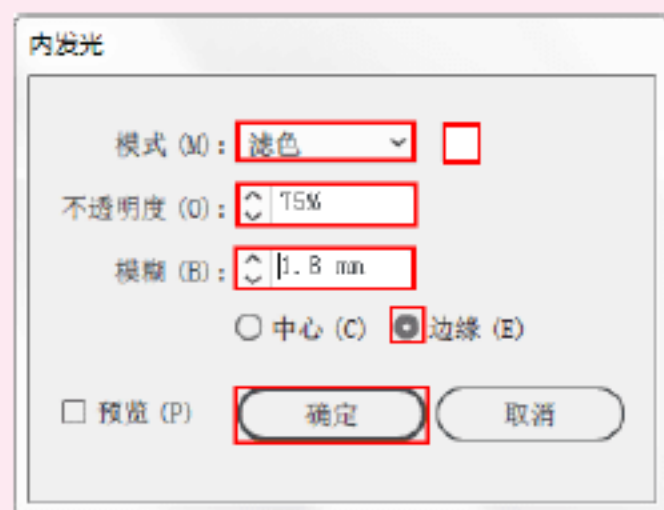 内发光
模式 (M)： 滤色
不透明度 (O)： 75%
模糊 (B)： 1.8 mm
中心 (C) 边缘 (E)
预览 (P) 确定 取消